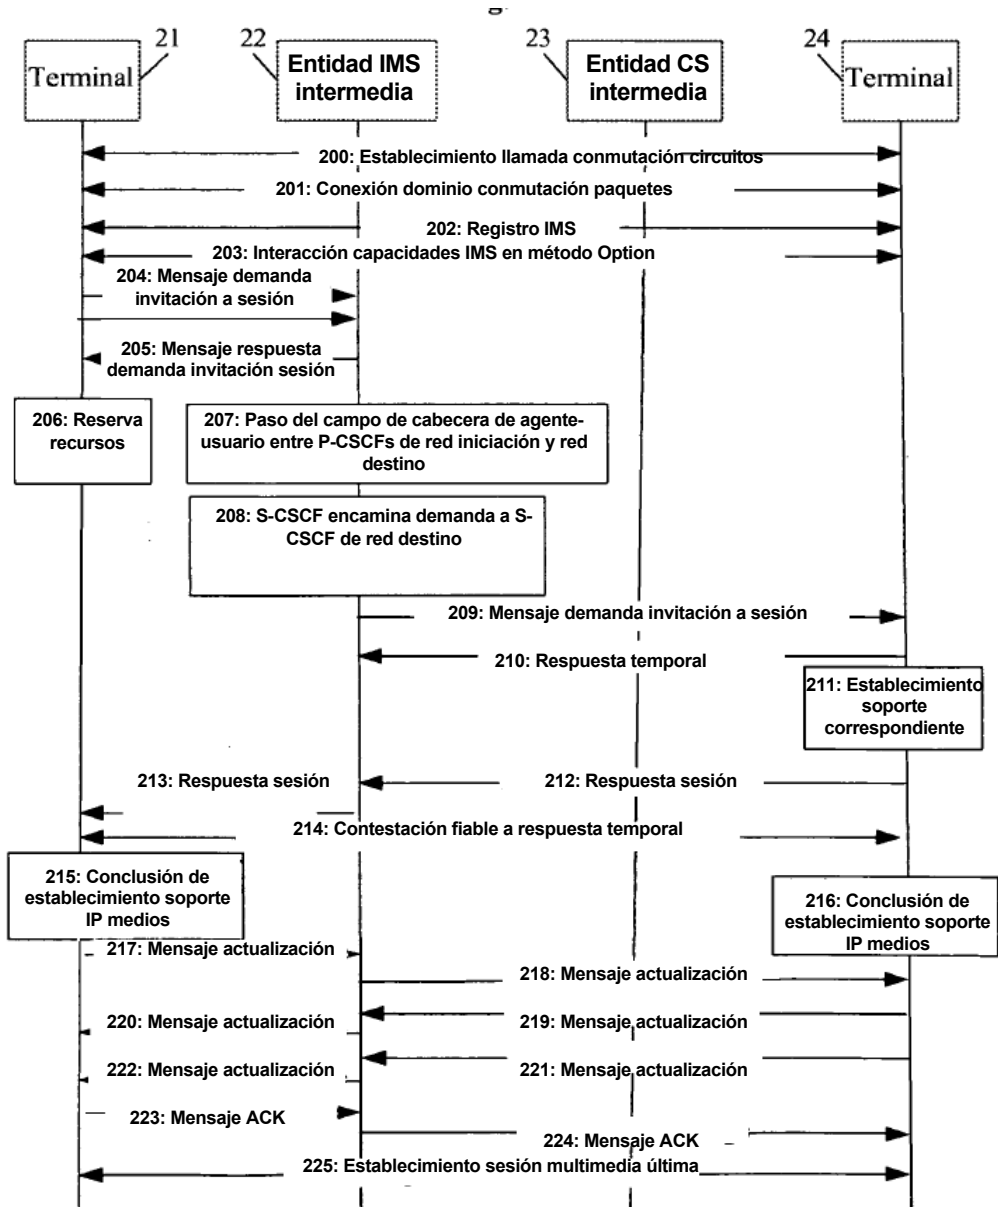 g.
21
22
23
24
Terminal
Entidad IMS
intermedia
Entidad CS
intermedia
Terminal
200: Establecimiento llamada conmutación circuitos
201: Conexión dominio conmutación paquetes
202: Registro IMS
203: Interacción capacidades IMS en método Option
204: Mensaje demanda
invitación a sesión
205: Mensaje respuesta
demanda invitación sesión
206: Reserva
recursos
207: Paso del campo de cabecera de agente-
usuario entre P-CSCFs de red iniciación y red
destino
208: S-CSCF encamina demanda a S-
CSCF de red destino
209: Mensaje demanda invitación a sesión
210: Respuesta temporal
211: Establecimiento
soporte
correspondiente
213: Respuesta sesión
212: Respuesta sesión
214: Contestación fiable a respuesta temporal
215: Conclusión de
establecimiento soporte
IP medios
216: Conclusión de
establecimiento soporte
IP medios
217: Mensaje actualización
218: Mensaje actualización
220: Mensaje actualización
219: Mensaje actualización
222: Mensaje actualización
221: Mensaje actualización
223: Mensaje ACK
224: Mensaje ACK
225: Establecimiento sesión multimedia última